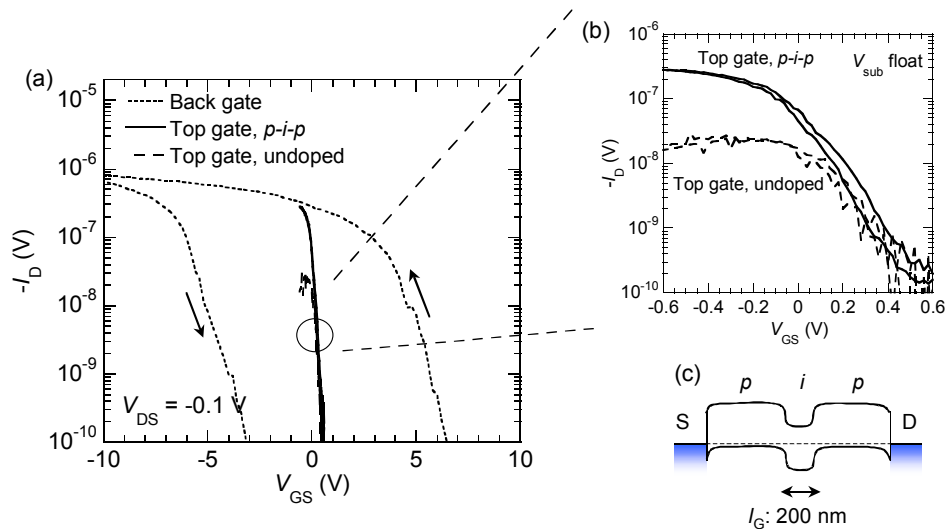 (a)
Back gate
Top gate, p-i-p
Top gate, undoped
10⁻⁵
10⁻⁶
10⁻⁷
10⁻⁸
10⁻⁹
10⁻¹⁰
-I_D (V)
V_DS = -0.1 V
-10 -5 0 5 10
V_GS (V)
(b)
Top gate, p-i-p
V_sub float
Top gate, undoped
10⁻⁶
10⁻⁷
10⁻⁸
10⁻⁹
10⁻¹⁰
-I_D (V)
-0.6 -0.4 -0.2 0 0.2 0.4 0.6
V_GS (V)
(c)
p i p
S D
l_G: 200 nm